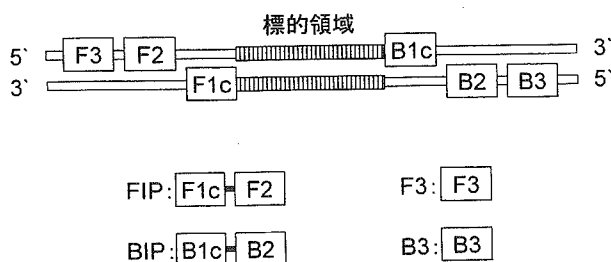 標的領域
5` F3 F2 B1c 3`
3` F1c B2 B3 5`
FIP: F1c F2 F3: F3
BIP: B1c B2 B3: B3